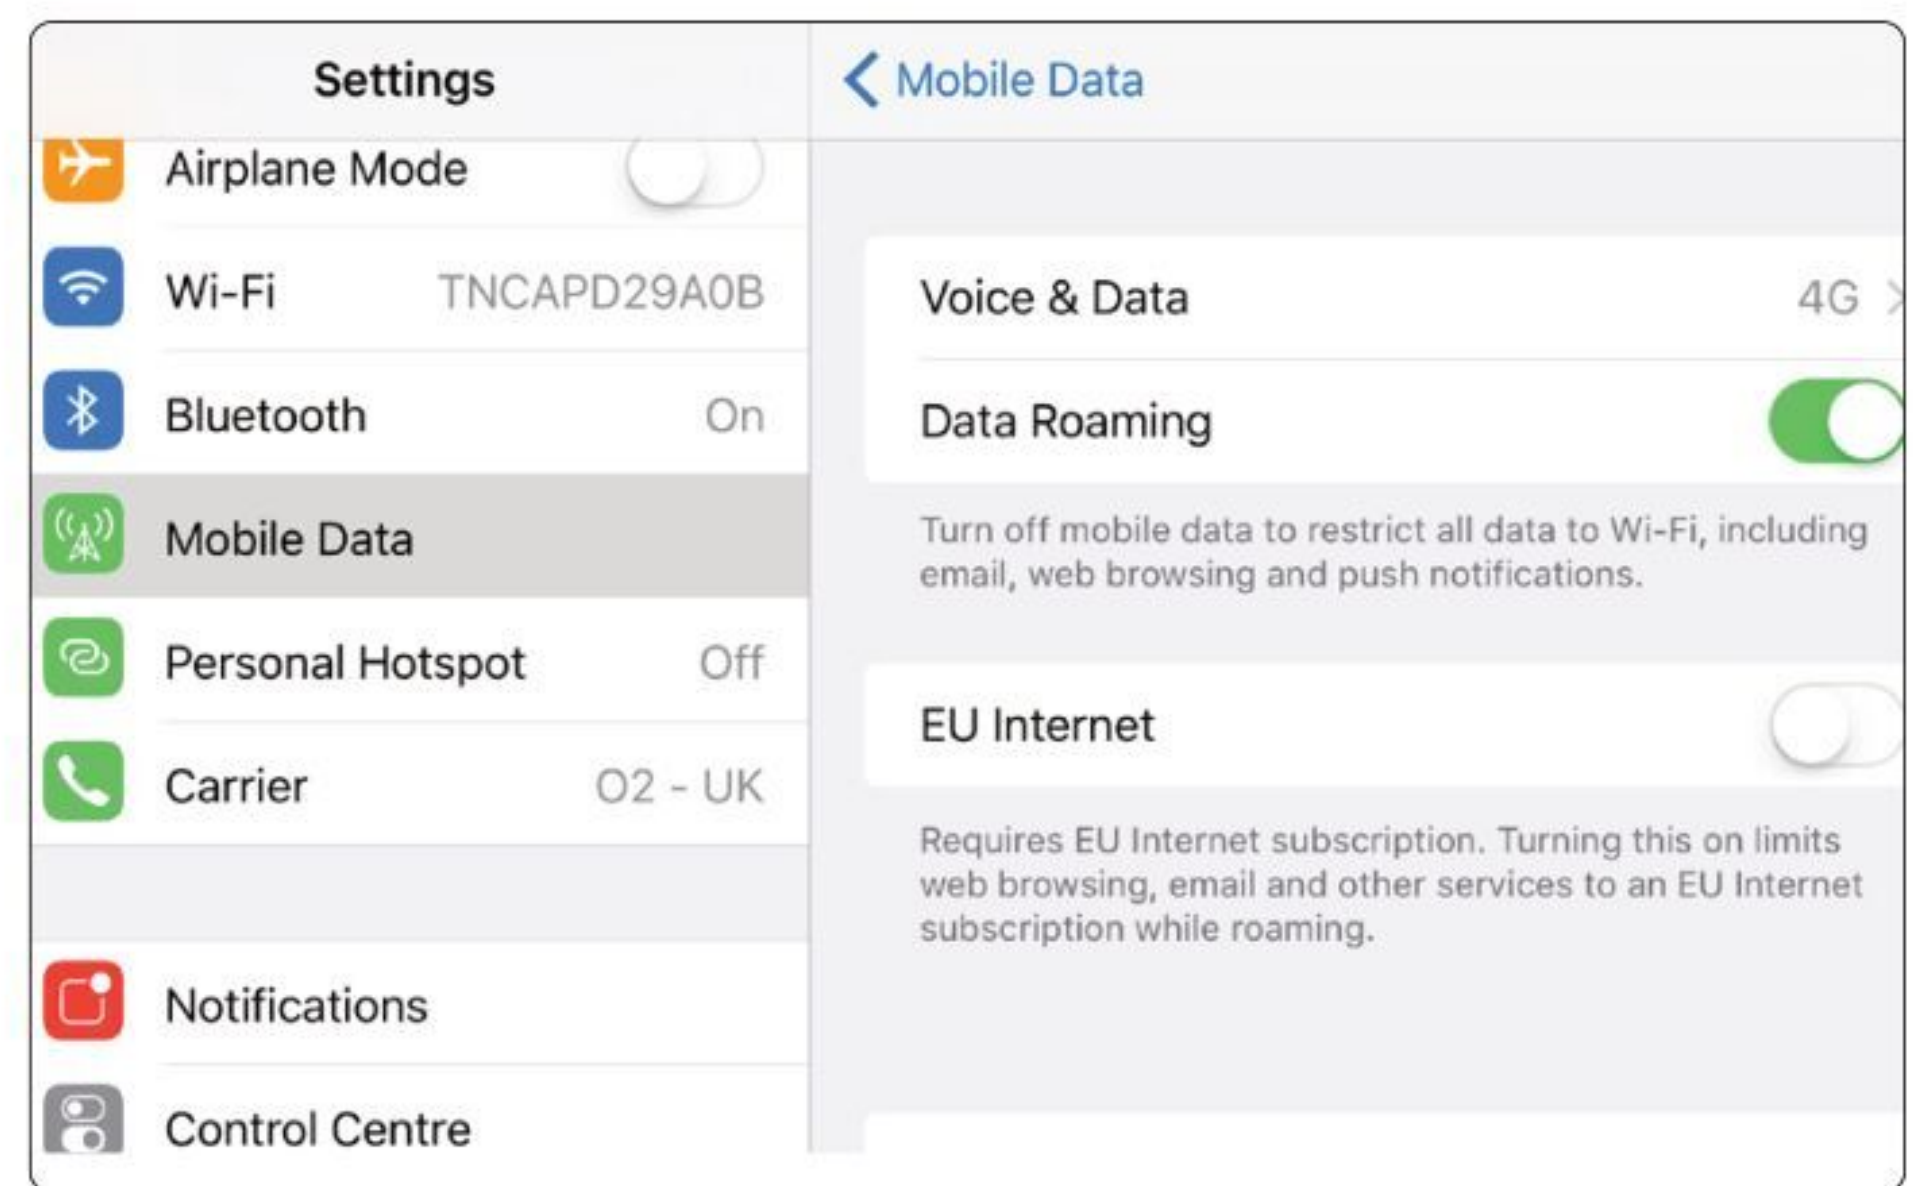 Settings
Airplane Mode
Wi-Fi TNCAPD29A0B
Bluetooth On
Mobile Data
Personal Hotspot Off
Carrier O2 - UK
Notifications
Control Centre
Mobile Data
Voice & Data 4G
Data Roaming
Turn off mobile data to restrict all data to Wi-Fi, including
email, web browsing and push notifications.
EU Internet
Requires EU Internet subscription. Turning this on limits
web browsing, email and other services to an EU Internet
subscription while roaming.